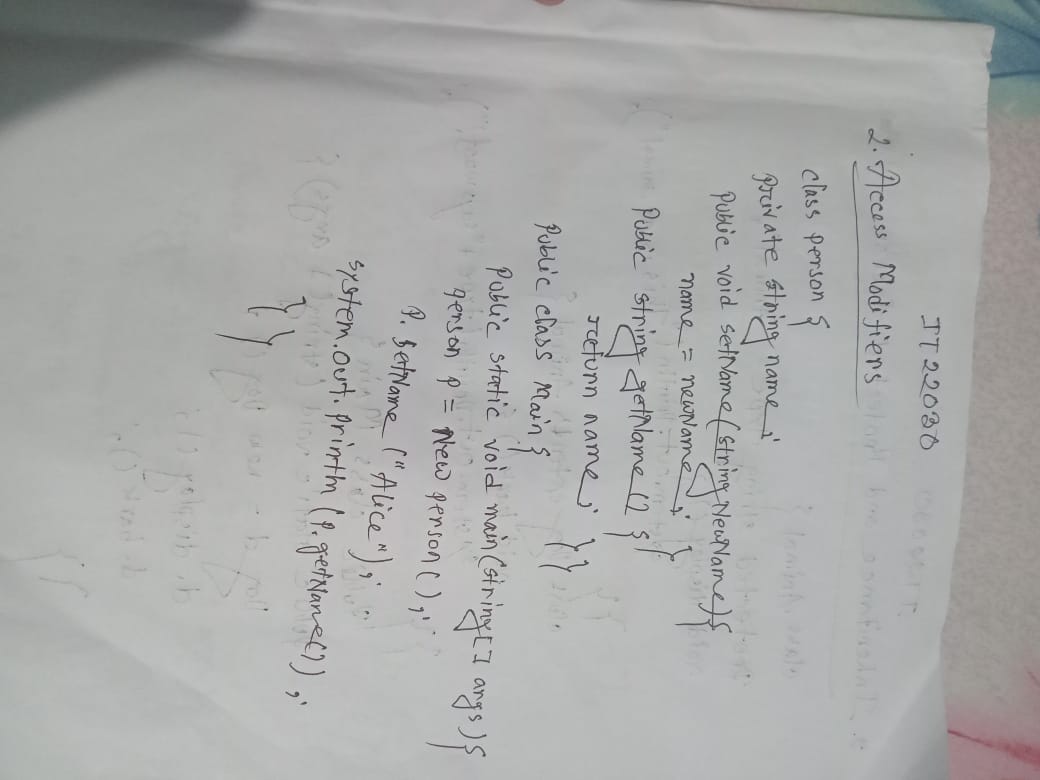 IT22030
2. Access Modifiers
class person {
private string name;
public void setName(string NewName){
name = newName; }
Public string getName() {
return name; }}
Public class Main{
Public static void main(string[] args){
person p = New person();
P. setName ("Alice");
system.out.println (P.getName());
} }